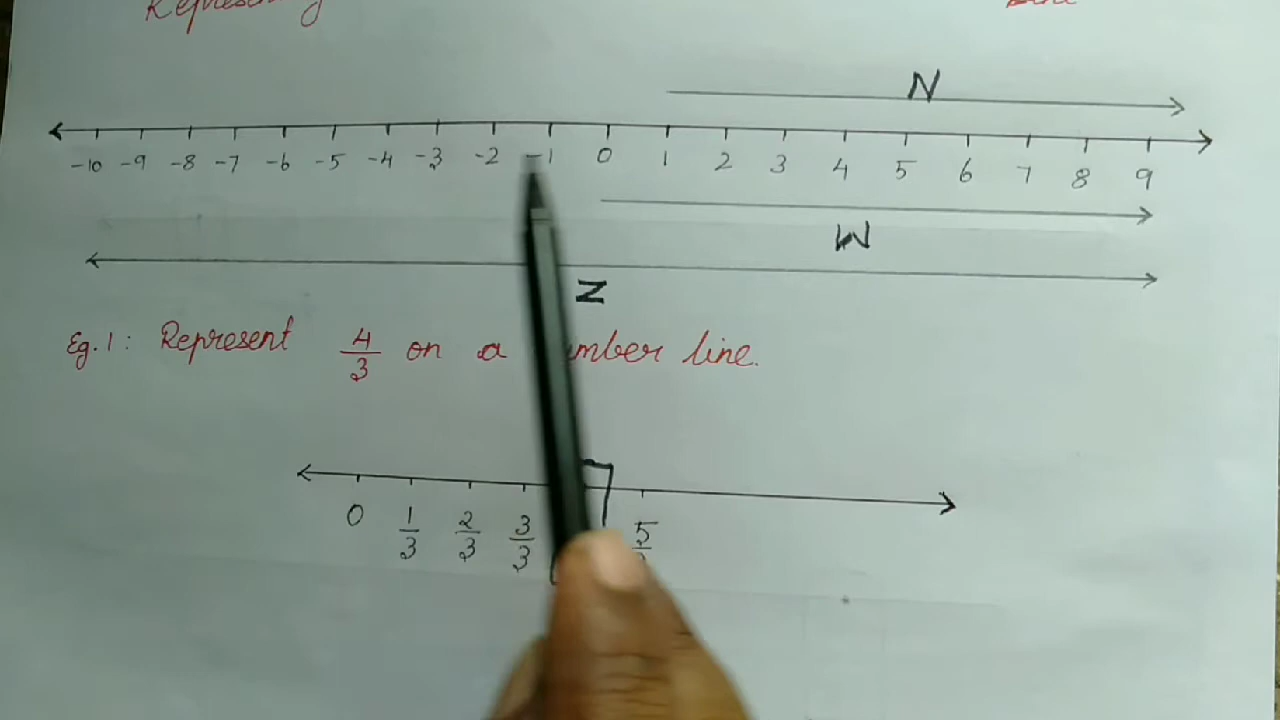 N
-10 -9 -8 -7 -6 -5 -4 -3 -2 -1 0 1 2 3 4 5 6 7 8 9
W
Z
Eg. 1: Represent 4/3 on a line.
0 1/3 2/3 3/3